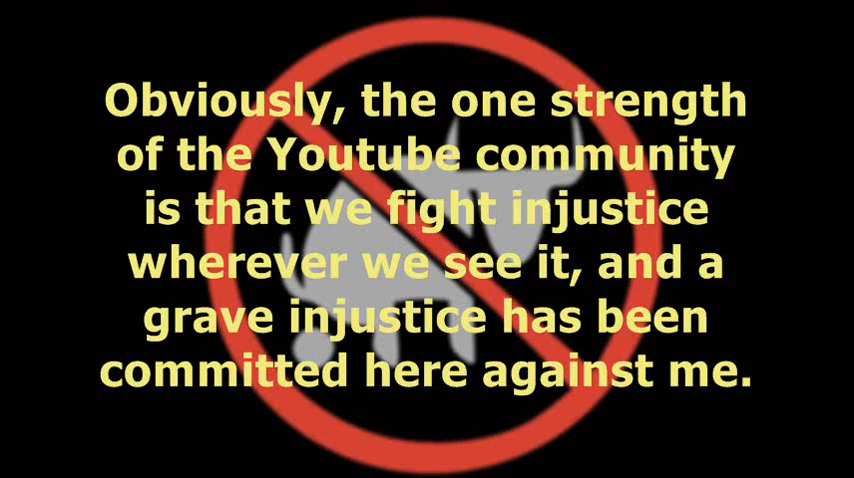 Obviously, the one strength
of the Youtube community
is that we fight injustice
wherever we see it, and a
grave injustice has been
committed here against me.